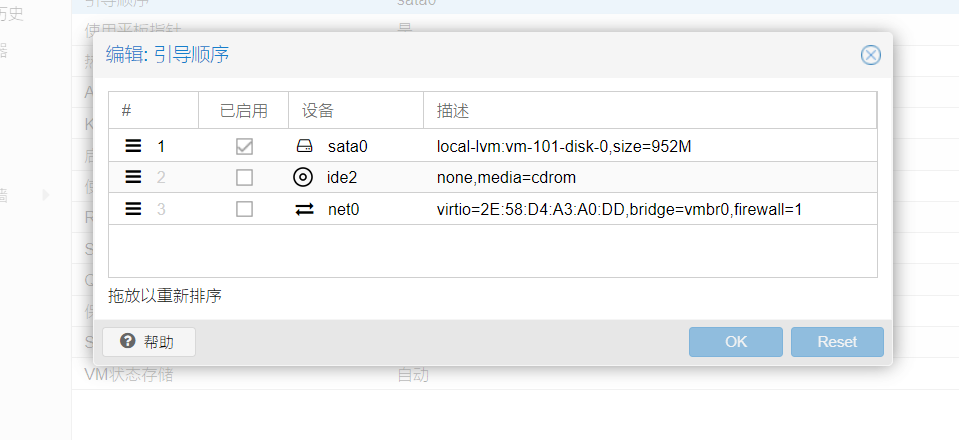 历史
引导顺序 sata0
器
使用平板指针 是
编辑: 引导顺序
# 已启用 设备 描述
1 sata0 local-lvm:vm-101-disk-0,size=952M
2 ide2 none,media=cdrom
3 net0 virtio=2E:58:D4:A3:A0:DD,bridge=vmbr0,firewall=1
拖放以重新排序
帮助 OK Reset
VM状态存储 自动